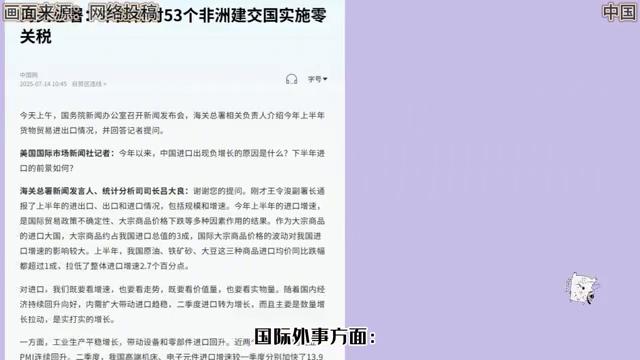 画面来源：网络投稿
中国
对53个非洲建交国实施零
关税
中国网
2025-07-14 10:45 自贸区连线 >
字号
今天上午，国务院新闻办公室召开新闻发布会，海关总署相关负责人介绍今年上半年
货物贸易进出口情况，并回答记者提问。
美国国际市场新闻社记者：今年以来，中国进口出现负增长的原因是什么？下半年进
口的前景如何？
海关总署新闻发言人、统计分析司司长吕大良：谢谢您的提问。刚才王令浚副署长通
报了上半年的进出口、出口和进口情况，包括规模和增速。今年上半年的进口增速，
是国际贸易政策不确定性、大宗商品价格下跌等多种因素作用的结果。作为大宗商品
的进口大国，大宗商品约占我国进口总值的3成，国际大宗商品价格的波动对我国进
口增速的影响较大。上半年，我国原油、铁矿砂、大豆这三种商品进口均价同比跌幅
都超过1成，拉低了整体进口增速2.7个百分点。
对进口，我们既要看增速，也要看走势，既要看价值量，也要看实物量。随着国内经
济持续回升向好，内需扩大带动进口趋稳，二季度进口转为增长，而且主要是数量增
长拉动，是实打实的增长。
一方面，工业生产平稳增长，带动设备和零部件进口回升。近两
PMI连续回升。二季度，我国高端机床、电子元件进口增速较一季度分别加快了13.9
国际外事方面：